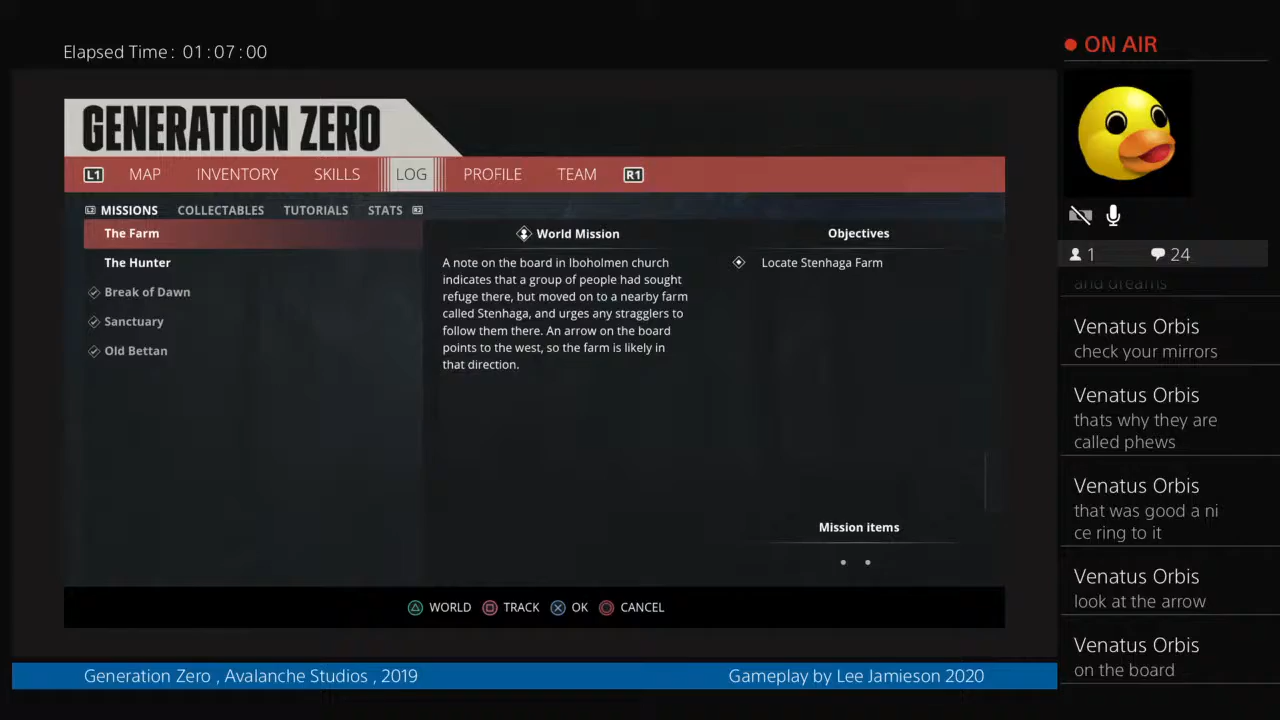 Elapsed Time: 01:07:00
ON AIR
GENERATION ZERO
L1 MAP INVENTORY SKILLS LOG PROFILE TEAM R1
MISSIONS COLLECTABLES TUTORIALS STATS
The Farm
The Hunter
Break of Dawn
Sanctuary
Old Bettan
World Mission
A note on the board in Iboholmen church
indicates that a group of people had sought
refuge there, but moved on to a nearby farm
called Stenhaga, and urges any stragglers to
follow them there. An arrow on the board
points to the west, so the farm is likely in
that direction.
Objectives
Locate Stenhaga Farm
Mission items
WORLD TRACK OK CANCEL
Generation Zero , Avalanche Studios , 2019
Gameplay by Lee Jamieson 2020
1 24
and dreams
Venatus Orbis
check your mirrors
Venatus Orbis
thats why they are
called phews
Venatus Orbis
that was good a ni
ce ring to it
Venatus Orbis
look at the arrow
Venatus Orbis
on the board